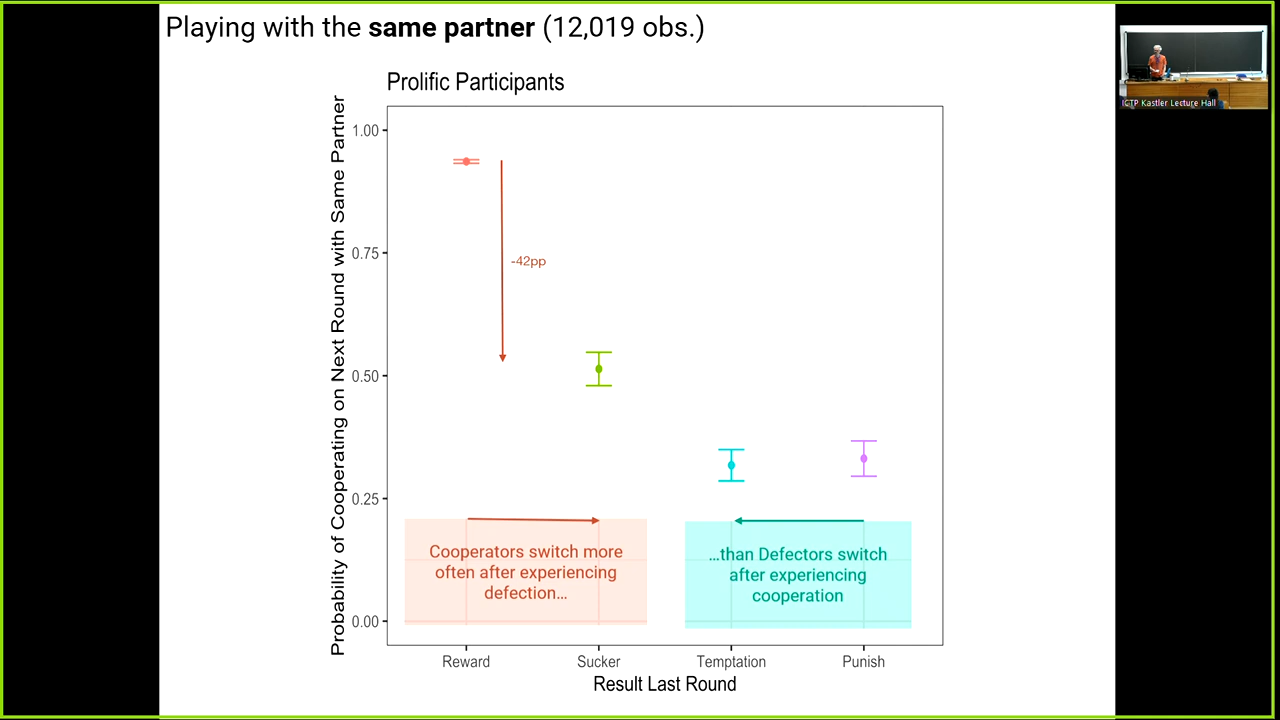 Playing with the same partner (12,019 obs.)
Prolific Participants
Probability of Cooperating on Next Round with Same Partner
1.00
0.75
0.50
0.25
0.00
-42pp
Cooperators switch more
often after experiencing
defection...
...than Defectors switch
after experiencing
cooperation
Reward
Sucker
Temptation
Punish
Result Last Round
ICTP Kastler Lecture Hall